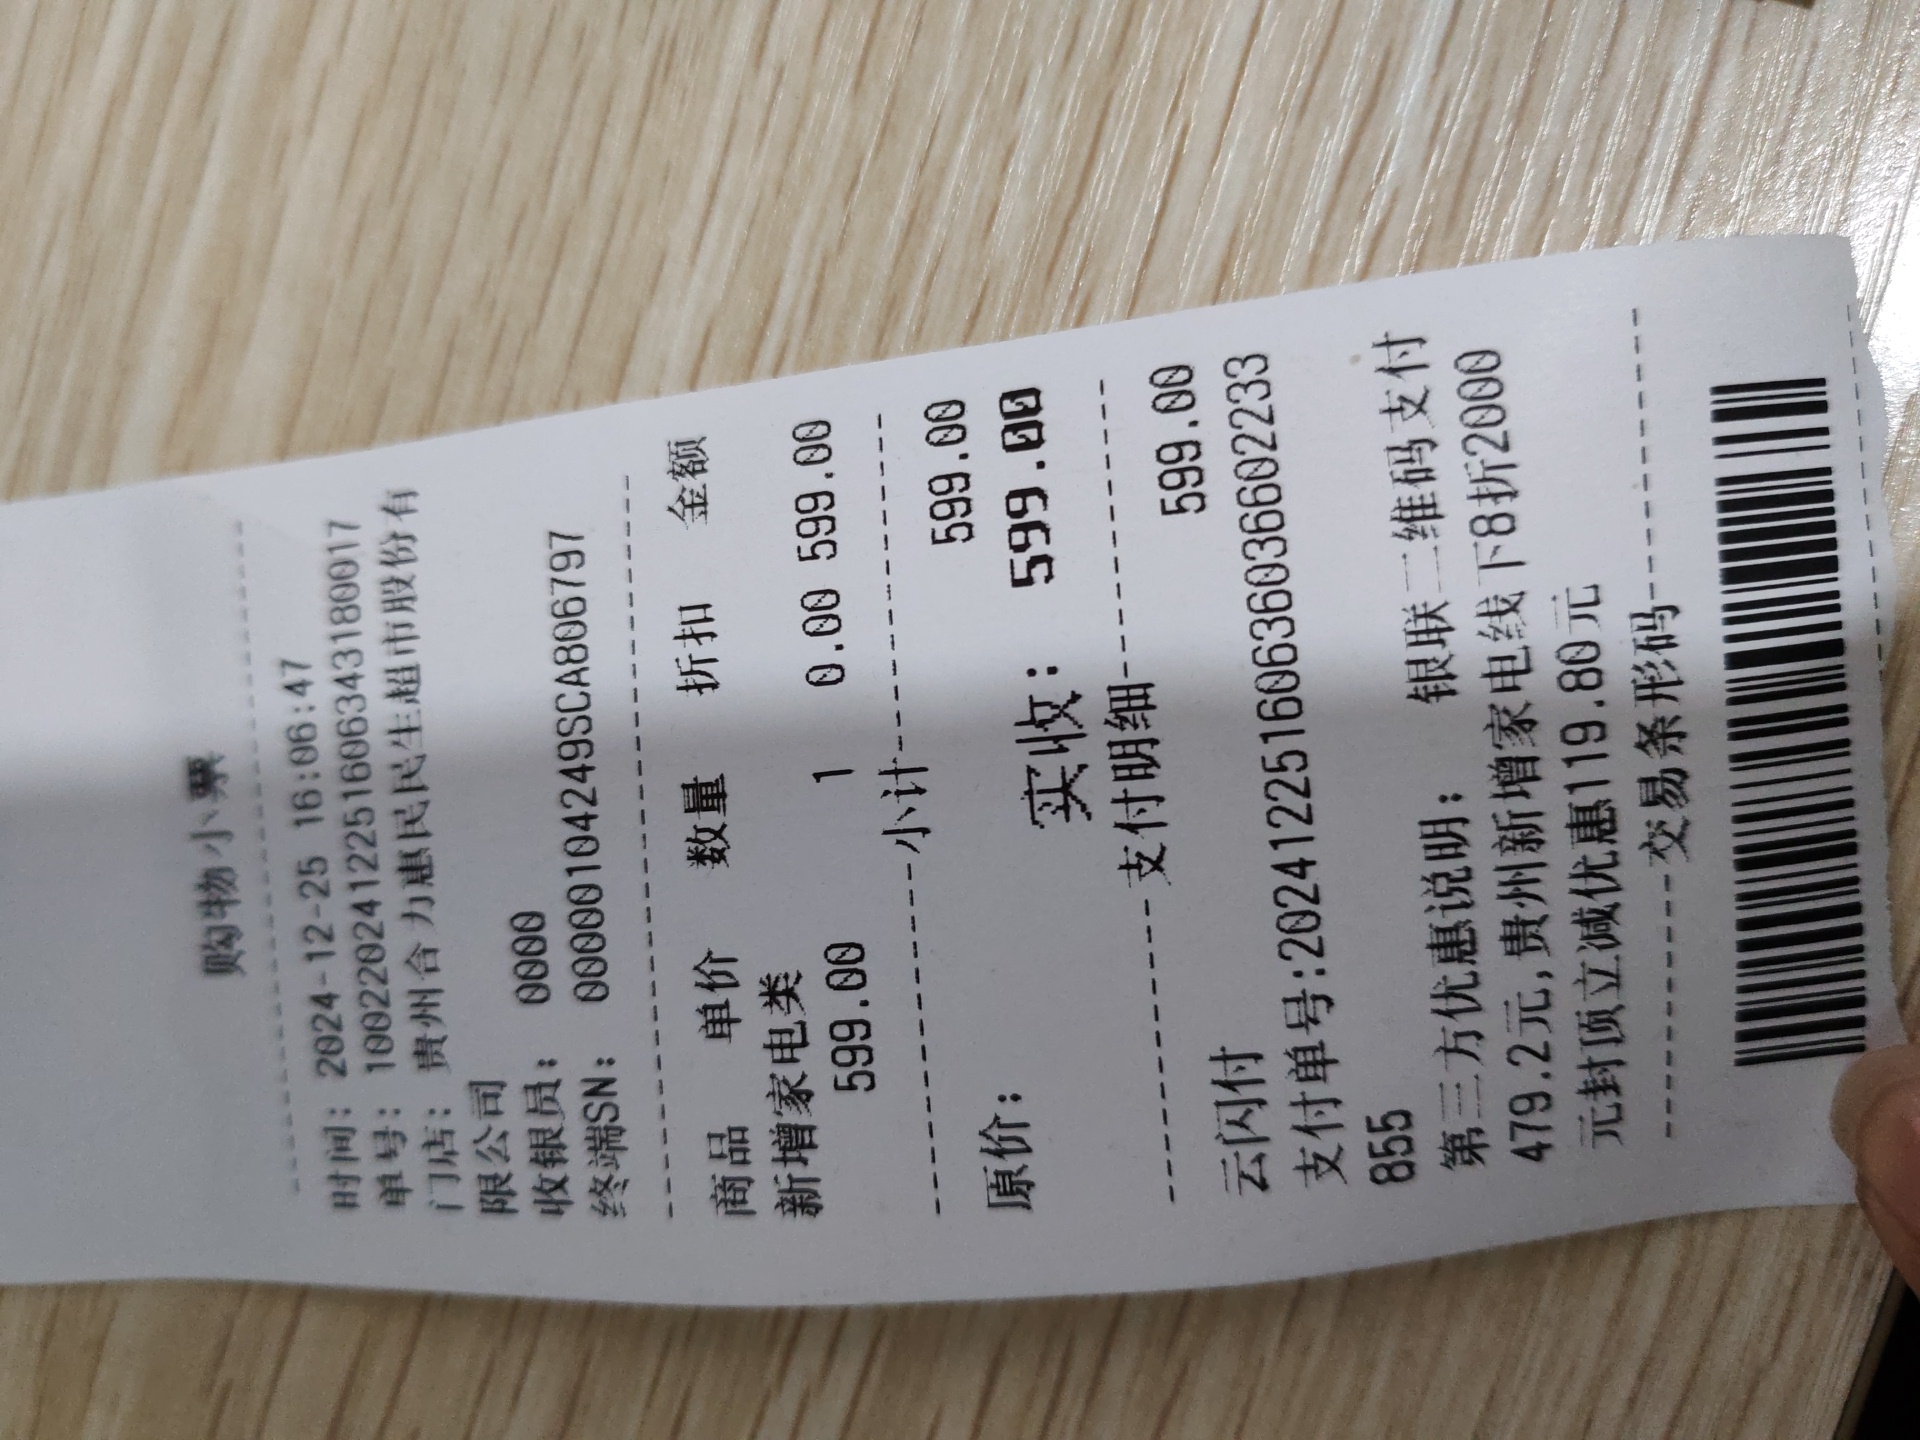 购物小票
时间: 2024-12-25 16:06:47
单号: 100220241225160634318​0017
门店: 贵州合力惠民民生超市股份有
限公司
收银员: 0000
终端SN: 00000104249SCA806797
商品 单价 数量 折扣 金额
新增家电类
599.00 1 0.00 599.00
小计
原价: 599.00
实收: 599.00
支付明细
云闪付 599.00
支付单号:20241225160636036036602233
855
第三方优惠说明: 银联二维码支付
479.2元,贵州新增家电线下8折2000
元封顶立减优惠119.80元
交易条形码